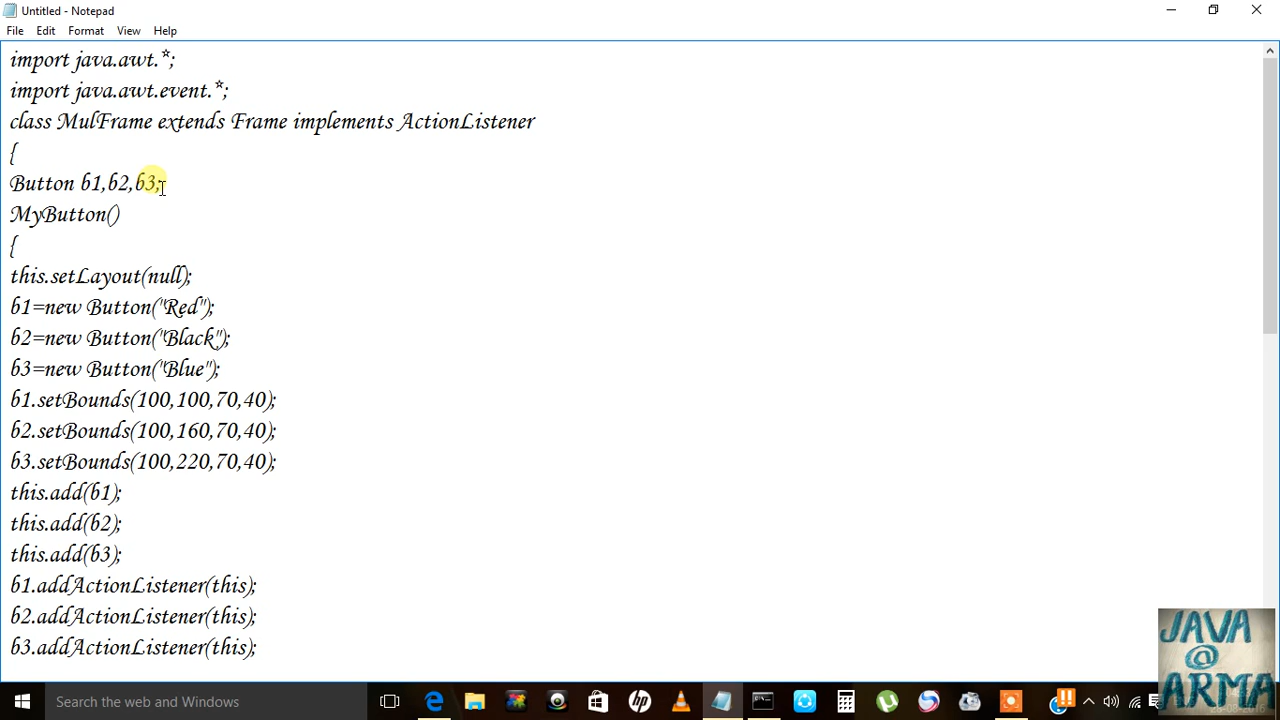 Untitled - Notepad
File Edit Format View Help
import java.awt.*;
import java.awt.event.*;
class MulFrame extends Frame implements ActionListener
{
Button b1,b2,b3;
MyButton()
{
this.setLayout(null);
b1=new Button("Red");
b2=new Button("Black");
b3=new Button("Blue");
b1.setBounds(100,100,70,40);
b2.setBounds(100,160,70,40);
b3.setBounds(100,220,70,40);
this.add(b1);
this.add(b2);
this.add(b3);
b1.addActionListener(this);
b2.addActionListener(this);
b3.addActionListener(this);
JAVA
@
ARMA
Search the web and Windows